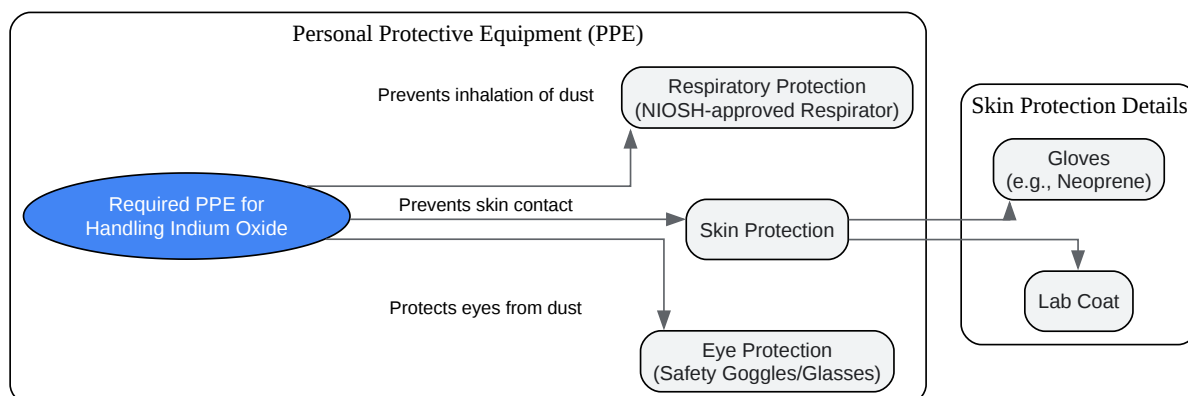 Personal Protective Equipment (PPE)
Prevents inhalation of dust
Respiratory Protection
(NIOSH-approved Respirator)
Required PPE for
Handling Indium Oxide
Prevents skin contact
Skin Protection
Protects eyes from dust
Eye Protection
(Safety Goggles/Glasses)
Skin Protection Details
Gloves
(e.g., Neoprene)
Lab Coat